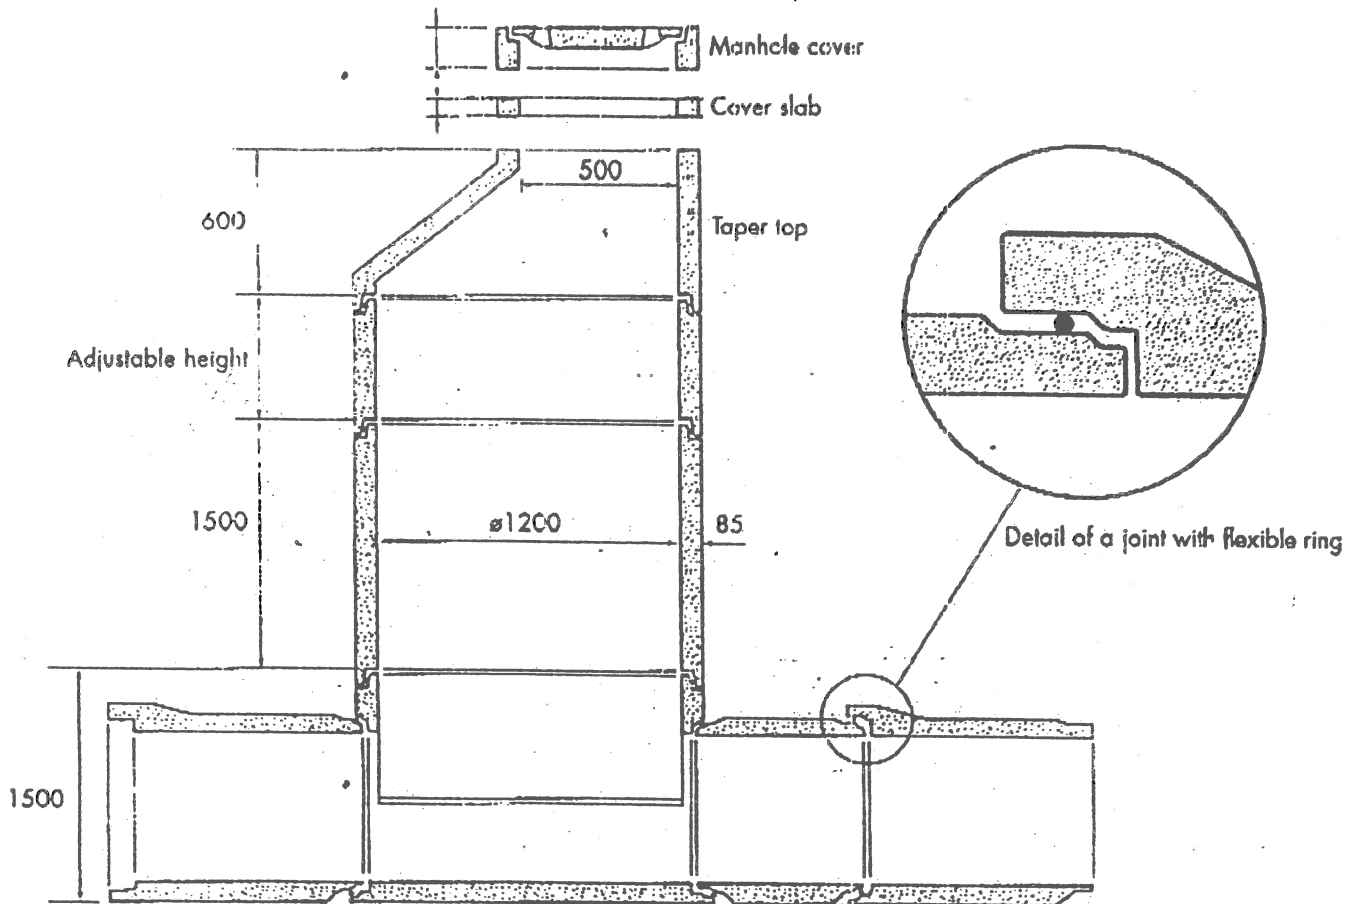 Manhole cover
Cover slab
500
600
Taper top
Adjustable height
1500
ø1200
85
Detail of a joint with flexible ring
1500